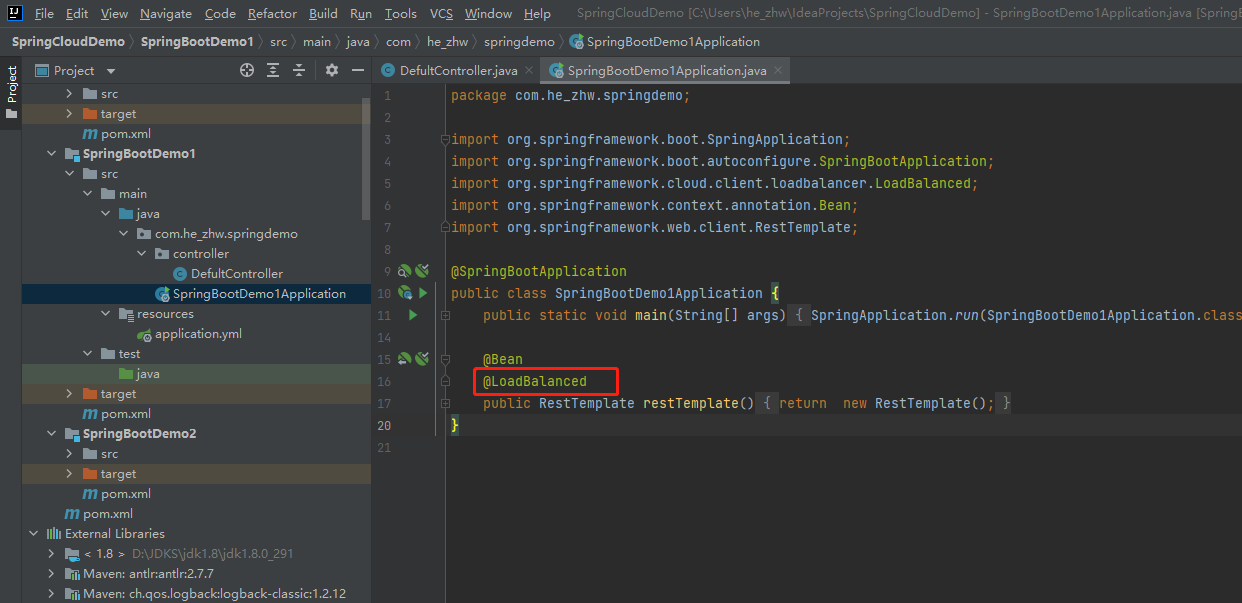 File Edit View Navigate Code Refactor Build Run Tools VCS Window Help SpringCloudDemo [C:\Users\he_zhw\IdeaProjects\SpringCloudDemo] - SpringBootDemo1Application.java [SpringB
SpringCloudDemo SpringBootDemo1 src main java com he_zhw springdemo SpringBootDemo1Application
Project
Project
src
target
pom.xml
SpringBootDemo1
src
main
java
com.he_zhw.springdemo
controller
DefultController
SpringBootDemo1Application
resources
application.yml
test
java
target
pom.xml
SpringBootDemo2
src
target
pom.xml
pom.xml
External Libraries
< 1.8 > D:\JDKS\jdk1.8\jdk1.8.0_291
Maven: antlr:antlr:2.7.7
Maven: ch.qos.logback:logback-classic:1.2.12
DefultController.java SpringBootDemo1Application.java
1 package com.he_zhw.springdemo;
2
3 import org.springframework.boot.SpringApplication;
4 import org.springframework.boot.autoconfigure.SpringBootApplication;
5 import org.springframework.cloud.client.loadbalancer.LoadBalanced;
6 import org.springframework.context.annotation.Bean;
7 import org.springframework.web.client.RestTemplate;
8
9 @SpringBootApplication
10 public class SpringBootDemo1Application {
11 public static void main(String[] args) { SpringApplication.run(SpringBootDemo1Application.class
14
15 @Bean
16 @LoadBalanced
17 public RestTemplate restTemplate() { return new RestTemplate(); }
20 }
21